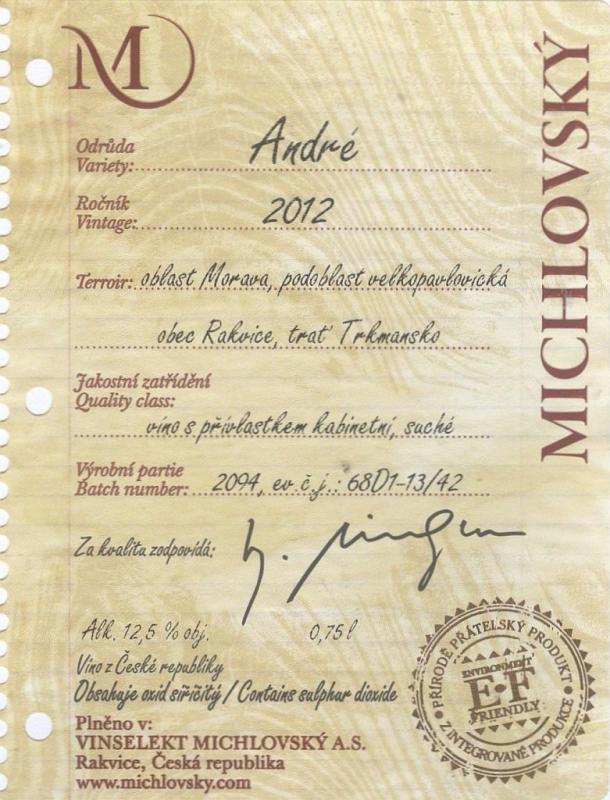 M
MICHLOVSKÝ
Odrůda
Variety: André
Ročník
Vintage: 2012
Terroir: oblast Morava, podoblast velkopavlovická
obec Rakvice, trať Trkmansko
Jakostní zatřídění
Quality class:
víno s přívlastkem kabinetní, suché
Výrobní partie
Batch number: 2094, ev.č.j.: 68D1-13/42
Za kvalitu zodpovídá:
Alk. 12,5 % obj. 0,75 l
Víno z České republiky
Obsahuje oxid siřičitý / Contains sulphur dioxide
Plněno v:
VINSELEKT MICHLOVSKÝ A.S.
Rakvice, Česká republika
www.michlovsky.com
PŘÍRODĚ PŘÁTELSKÝ PRODUKT
ENVIRONMENT
E·F
FRIENDLY
Z INTEGROVANÉ PRODUKCE